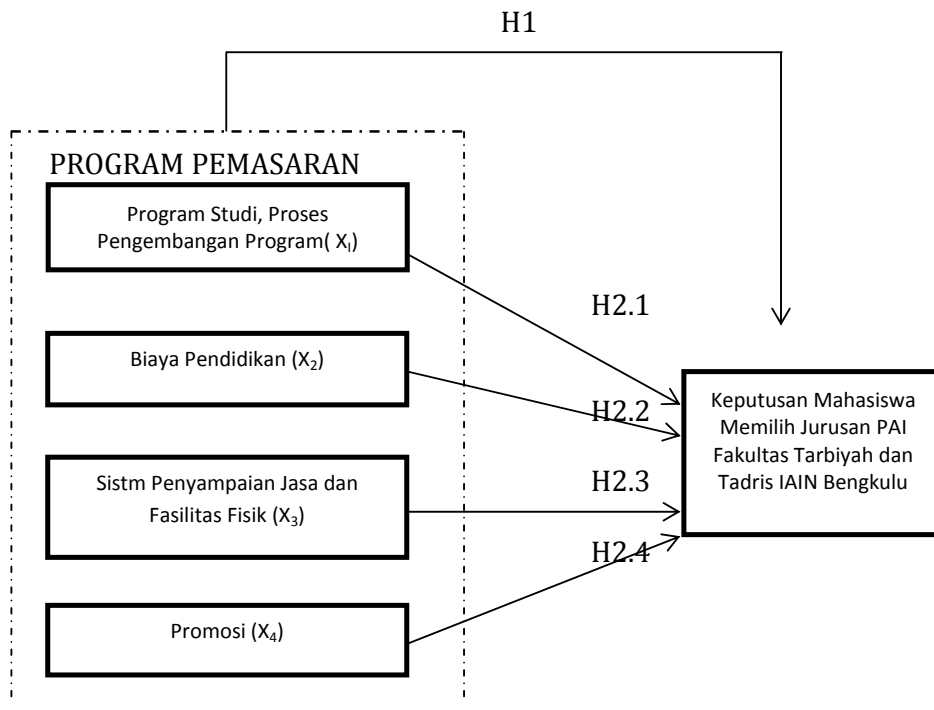 H1
PROGRAM PEMASARAN
Program Studi, Proses
Pengembangan Program( X₁)
H2.1
Biaya Pendidikan (X₂)
H2.2
Keputusan Mahasiswa
Memilih Jurusan PAI
Fakultas Tarbiyah dan
Tadris IAIN Bengkulu
Sistm Penyampaian Jasa dan
Fasilitas Fisik (X₃)
H2.3
H2.4
Promosi (X₄)